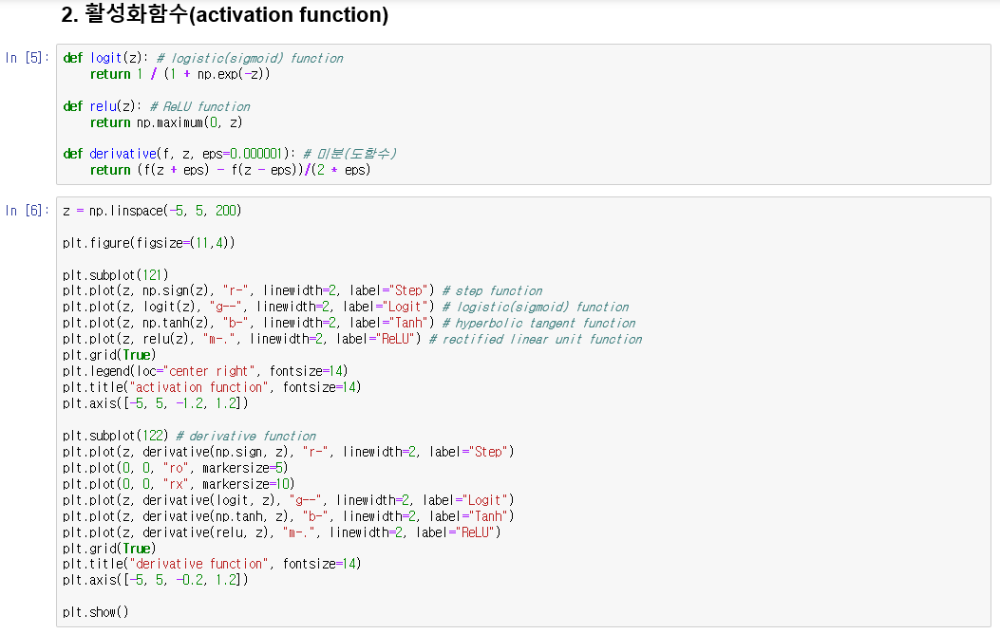 2. 활성화함수(activation function)
In [5]: def logit(z): # logistic(sigmoid) function
    return 1 / (1 + np.exp(-z))

def relu(z): # ReLU function
    return np.maximum(0, z)

def derivative(f, z, eps=0.000001): # 미분(도함수)
    return (f(z + eps) - f(z - eps))/(2 * eps)

In [6]: z = np.linspace(-5, 5, 200)

plt.figure(figsize=(11,4))

plt.subplot(121)
plt.plot(z, np.sign(z), "r-", linewidth=2, label="Step") # step function
plt.plot(z, logit(z), "g--", linewidth=2, label="Logit") # logistic(sigmoid) function
plt.plot(z, np.tanh(z), "b-", linewidth=2, label="Tanh") # hyperbolic tangent function
plt.plot(z, relu(z), "m-.", linewidth=2, label="ReLU") # rectified linear unit function
plt.grid(True)
plt.legend(loc="center right", fontsize=14)
plt.title("activation function", fontsize=14)
plt.axis([-5, 5, -1.2, 1.2])

plt.subplot(122) # derivative function
plt.plot(z, derivative(np.sign, z), "r-", linewidth=2, label="Step")
plt.plot(0, 0, "ro", markersize=5)
plt.plot(0, 0, "rx", markersize=10)
plt.plot(z, derivative(logit, z), "g--", linewidth=2, label="Logit")
plt.plot(z, derivative(np.tanh, z), "b-", linewidth=2, label="Tanh")
plt.plot(z, derivative(relu, z), "m-.", linewidth=2, label="ReLU")
plt.grid(True)
plt.title("derivative function", fontsize=14)
plt.axis([-5, 5, -0.2, 1.2])

plt.show()